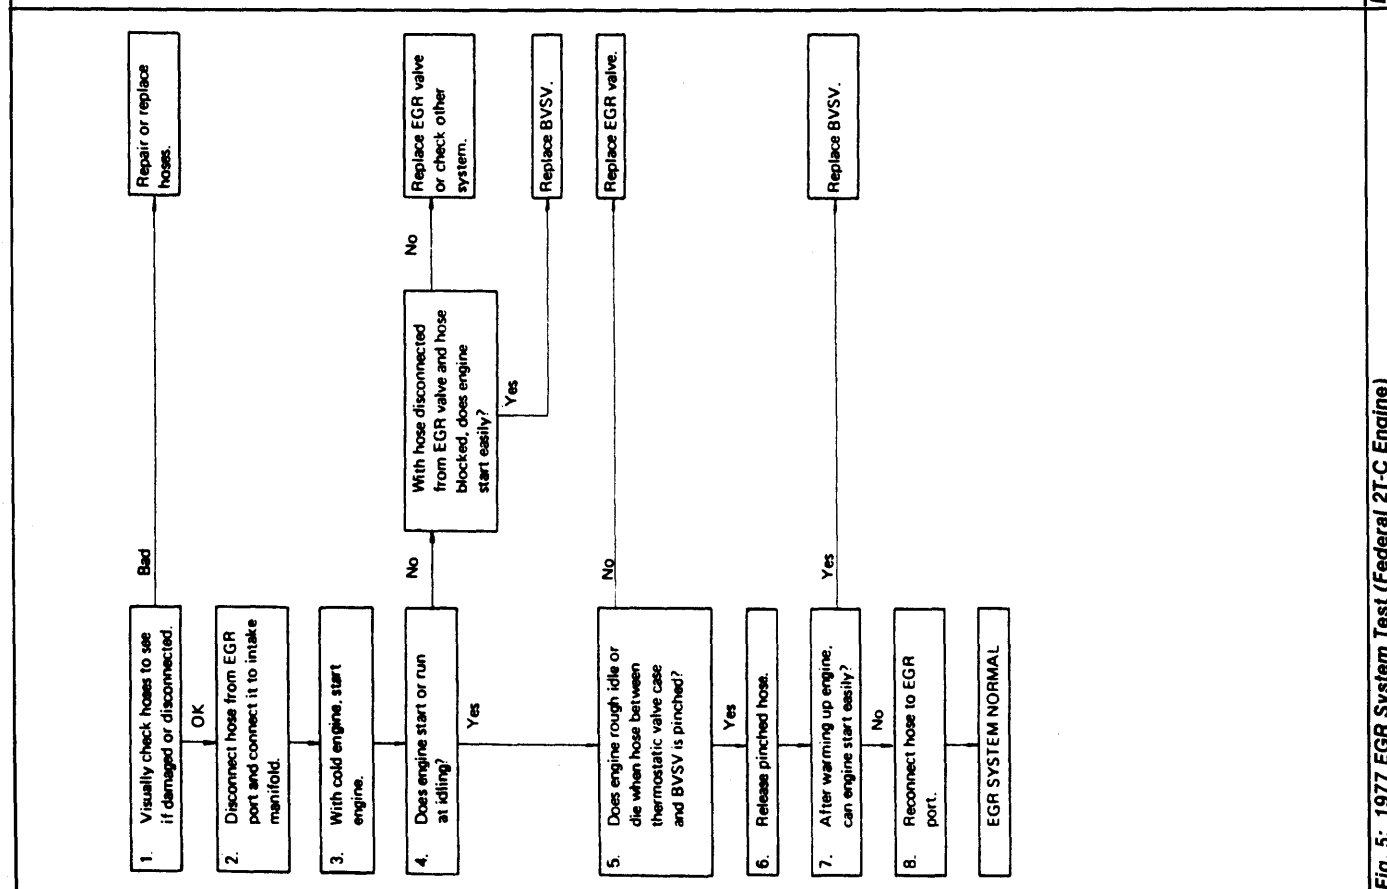 1. Visually check hoses to see
if damaged or disconnected.
Bad
Repair or replace
hoses.
OK
2. Disconnect hose from EGR
port and connect it to intake
manifold.
3. With cold engine, start
engine.
4. Does engine start or run
at idling?
No
With hose disconnected
from EGR valve and hose
blocked, does engine
start easily?
No
Replace EGR valve
or check other
system.
Yes
Replace BVSV.
Yes
5. Does engine rough idle or
die when hose between
thermostatic valve case
and BVSV is pinched?
No
Replace EGR valve.
Yes
6. Release pinched hose.
7. After warming up engine,
can engine start easily?
Yes
Replace BVSV.
No
8. Reconnect hose to EGR
port.
EGR SYSTEM NORMAL
Fig. 5: 1977 EGR System Test (Federal 2T-C Engine)